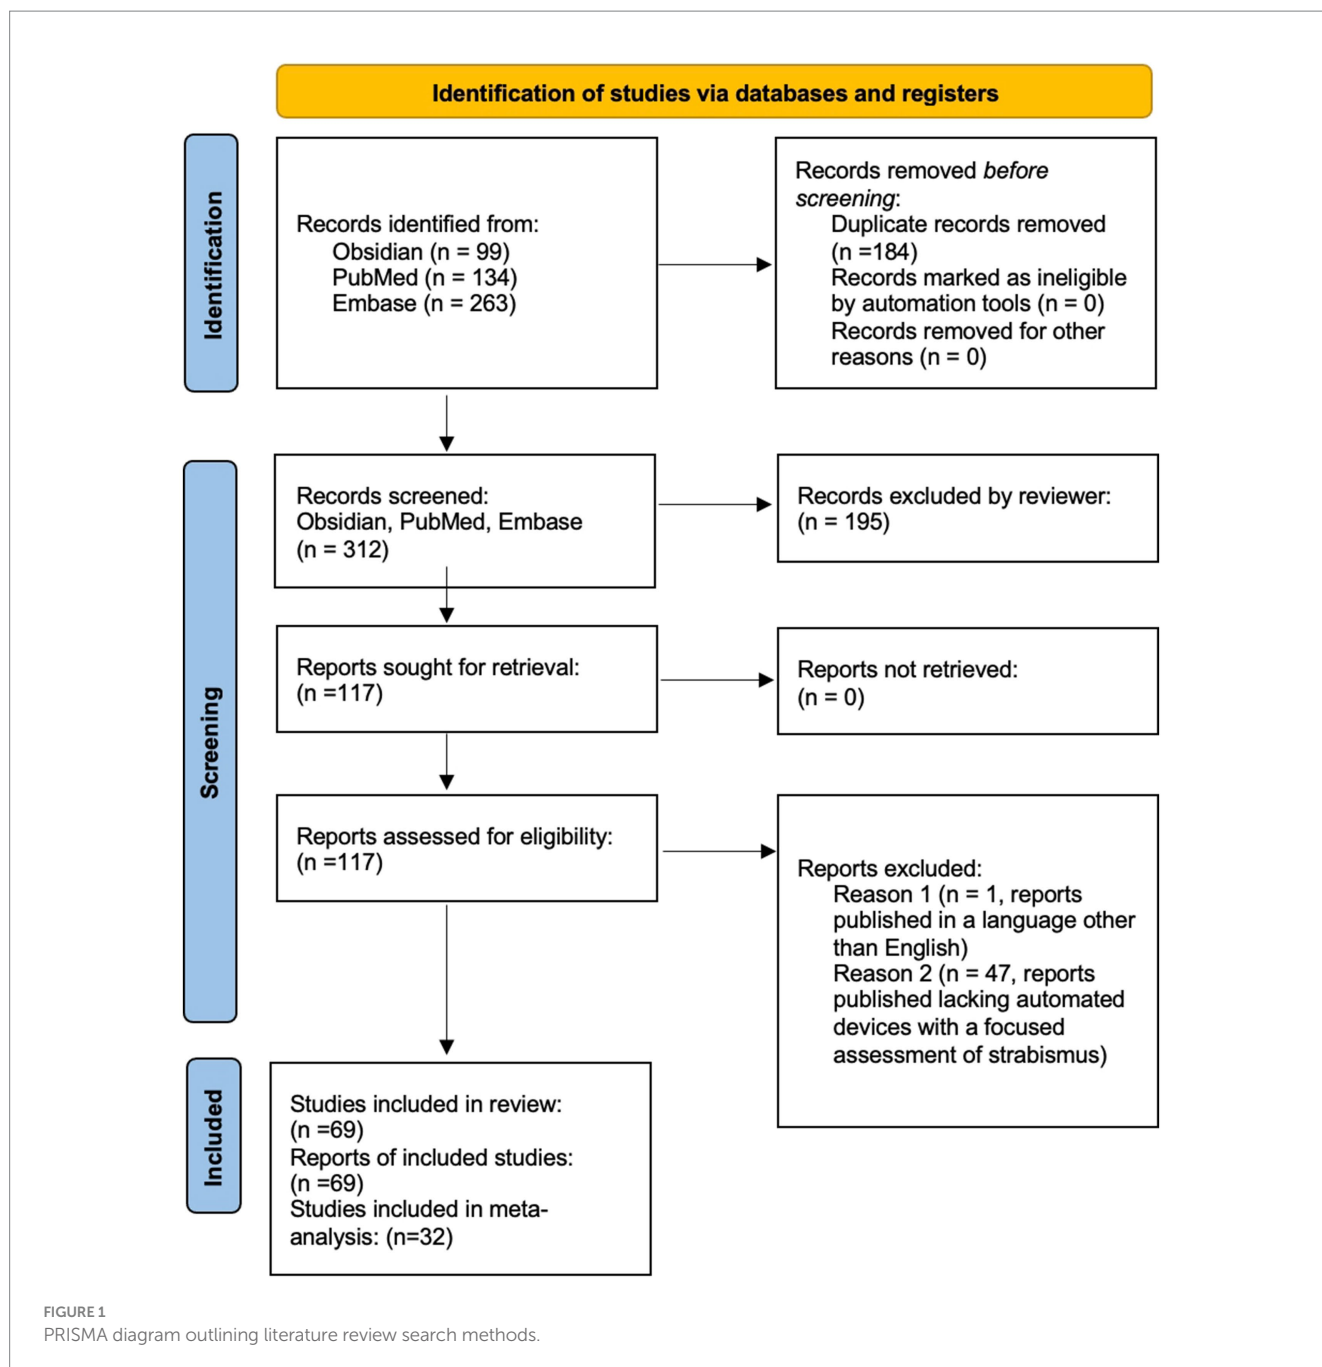 Identification of studies via databases and registers
Identification
Records identified from:
Obsidian (n = 99)
PubMed (n = 134)
Embase (n = 263)
Records removed before
screening:
Duplicate records removed
(n =184)
Records marked as ineligible
by automation tools (n = 0)
Records removed for other
reasons (n = 0)
Screening
Records screened:
Obsidian, PubMed, Embase
(n = 312)
Records excluded by reviewer:
(n = 195)
Reports sought for retrieval:
(n =117)
Reports not retrieved:
(n = 0)
Reports assessed for eligibility:
(n =117)
Reports excluded:
Reason 1 (n = 1, reports
published in a language other
than English)
Reason 2 (n = 47, reports
published lacking automated
devices with a focused
assessment of strabismus)
Included
Studies included in review:
(n =69)
Reports of included studies:
(n =69)
Studies included in meta-
analysis: (n=32)
FIGURE 1
PRISMA diagram outlining literature review search methods.